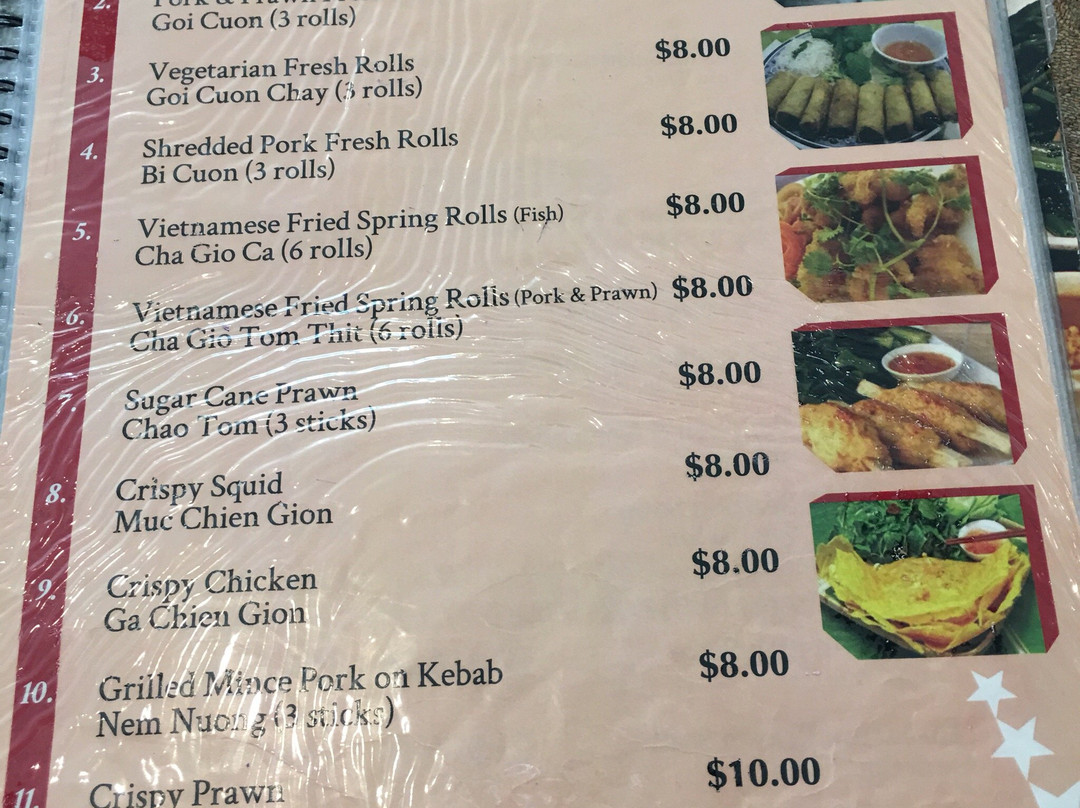 2.
Goi Cuon (3 rolls)
3. Vegetarian Fresh Rolls $8.00
Goi Cuon Chay (3 rolls)
4. Shredded Pork Fresh Rolls $8.00
Bi Cuon (3 rolls)
5. Vietnamese Fried Spring Rolls (Fish) $8.00
Cha Gio Ca (6 rolls)
6. Vietnamese Fried Spring Rolls (Pork & Prawn) $8.00
Cha Gio Tom Thit (6 rolls)
7. Sugar Cane Prawn $8.00
Chao Tom (3 sticks)
8. Crispy Squid $8.00
Muc Chien Gion
9. Crispy Chicken $8.00
Ga Chien Gion
10. Grilled Mince Pork on Kebab $8.00
Nem Nuong (3 sticks)
11. Crispy Prawn $10.00